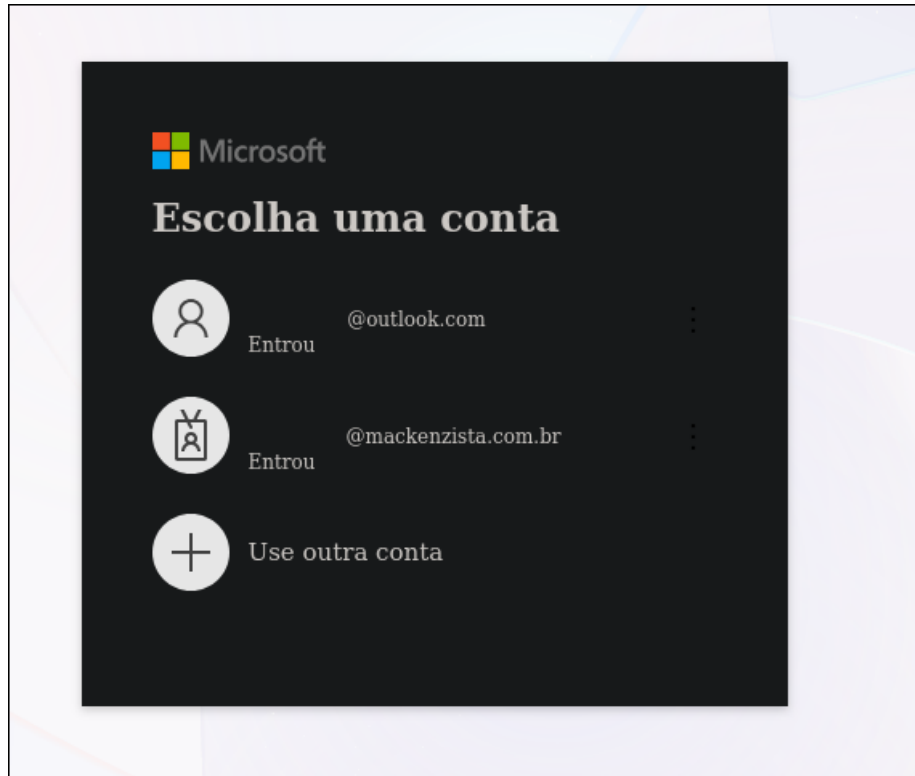 Microsoft
Escolha uma conta
@outlook.com
Entrou
@mackenzista.com.br
Entrou
Use outra conta